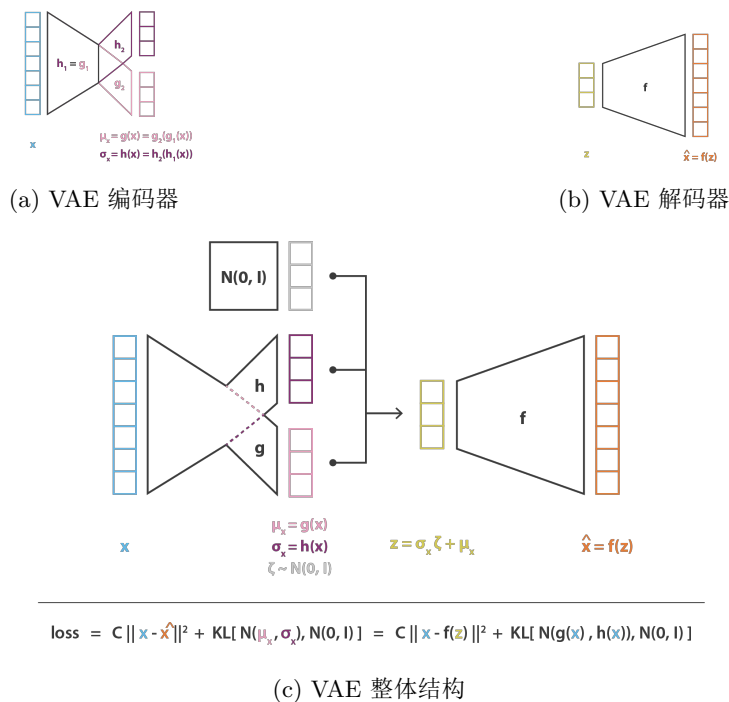 h₁ = g₁
h₂
g₂
x
μₓ = g(x) = g₂(g₁(x))
σₓ = h(x) = h₂(h₁(x))
(a) VAE 编码器
f
z
x̂ = f(z)
(b) VAE 解码器
N(0, I)
h
g
f
x
μₓ = g(x)
σₓ = h(x)
ζ ~ N(0, I)
z = σₓζ + μₓ
x̂ = f(z)
loss = C || x - x̂ ||² + KL[ N(μₓ, σₓ), N(0, I) ] = C || x - f(z) ||² + KL[ N(g(x), h(x)), N(0, I) ]
(c) VAE 整体结构